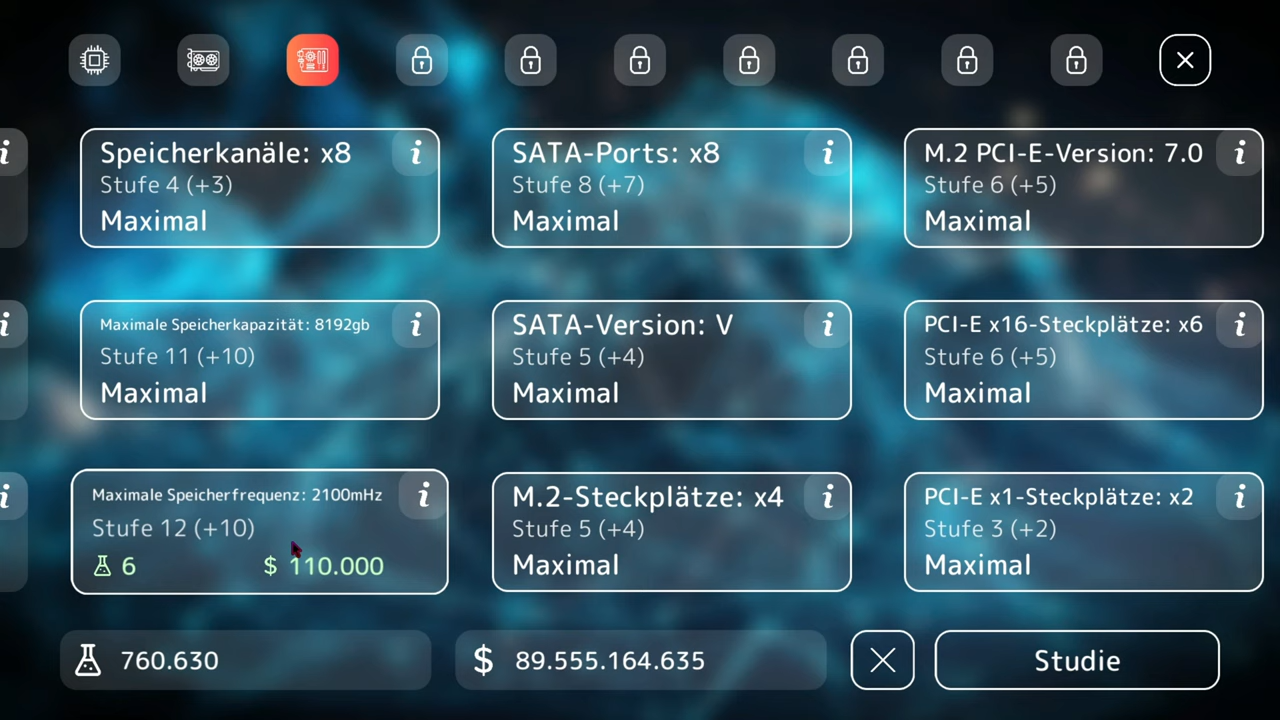 Speicherkanäle: x8
Stufe 4 (+3)
Maximal
SATA-Ports: x8
Stufe 8 (+7)
Maximal
M.2 PCI-E-Version: 7.0
Stufe 6 (+5)
Maximal
Maximale Speicherkapazität: 8192gb
Stufe 11 (+10)
Maximal
SATA-Version: V
Stufe 5 (+4)
Maximal
PCI-E x16-Steckplätze: x6
Stufe 6 (+5)
Maximal
Maximale Speicherfrequenz: 2100mHz
Stufe 12 (+10)
6 $ 110.000
M.2-Steckplätze: x4
Stufe 5 (+4)
Maximal
PCI-E x1-Steckplätze: x2
Stufe 3 (+2)
Maximal
760.630
$ 89.555.164.635
Studie